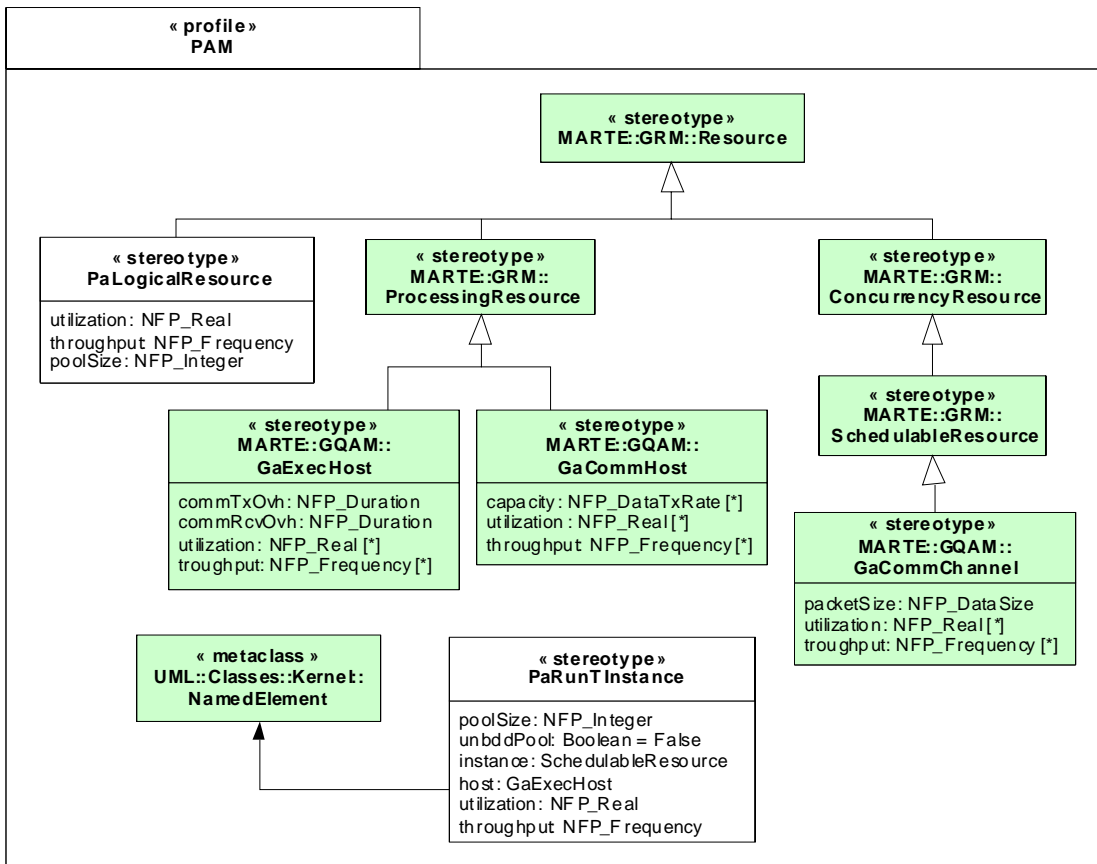 « profile»
PAM
« stereotype»
MARTE::GRM::Resource
« stereotype»
PaLogicalResource
utilization: NFP_Real
throughput: NFP_Frequency
poolSize: NFP_Integer
« stereotype»
MARTE::GRM::
ProcessingResource
« stereotype»
MARTE::GRM::
ConcurrencyResource
« stereotype»
MARTE::GRM::
SchedulableResource
« stereotype»
MARTE::GQAM::
GaExecHost
commTxOvh: NFP_Duration
commRcvOvh: NFP_Duration
utilization: NFP_Real [*]
troughput: NFP_Frequency [*]
« stereotype»
MARTE::GQAM::
GaCommHost
capacity: NFP_DataTxRate [*]
utilization: NFP_Real [*]
throughput: NFP_Frequency [*]
« stereotype»
MARTE::GQAM::
GaCommChannel
packetSize: NFP_DataSize
utilization: NFP_Real [*]
troughput: NFP_Frequency [*]
« metaclass »
UML::Classes::Kernel::
NamedElement
« stereotype»
PaRunTInstance
poolSize: NFP_Integer
unbddPool: Boolean = False
instance: SchedulableResource
host: GaExecHost
utilization: NFP_Real
throughput: NFP_Frequency